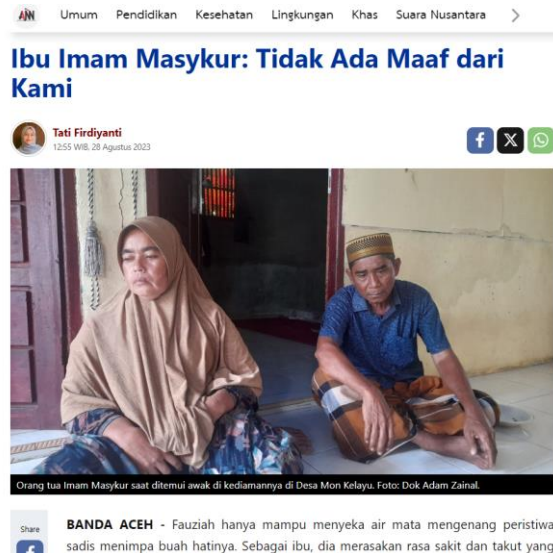 ANN
Umum Pendidikan Kesehatan Lingkungan Khas Suara Nusantara
Ibu Imam Masykur: Tidak Ada Maaf dari
Kami
Tati Firdiyanti
12:55 WIB, 28 Agustus 2023
Orang tua Imam Masykur saat ditemui awak di kediamannya di Desa Mon Kelayu. Foto: Dok Adam Zainal.
Share
BANDA ACEH - Fauziah hanya mampu menyeka air mata mengenang peristiwa
sadis menimpa buah hatinya. Sebagai ibu, dia merasakan rasa sakit dan takut yang